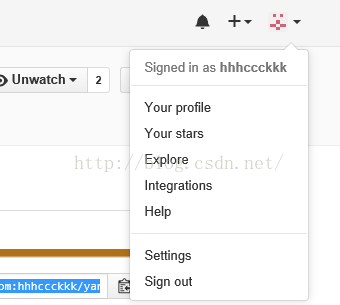 Signed in as hhhccckkk
Unwatch
2
Your profile
Your stars
http://blog.csdn.net/
Explore
Integrations
Help
Settings
om:hhhccckkk/yan
Sign out